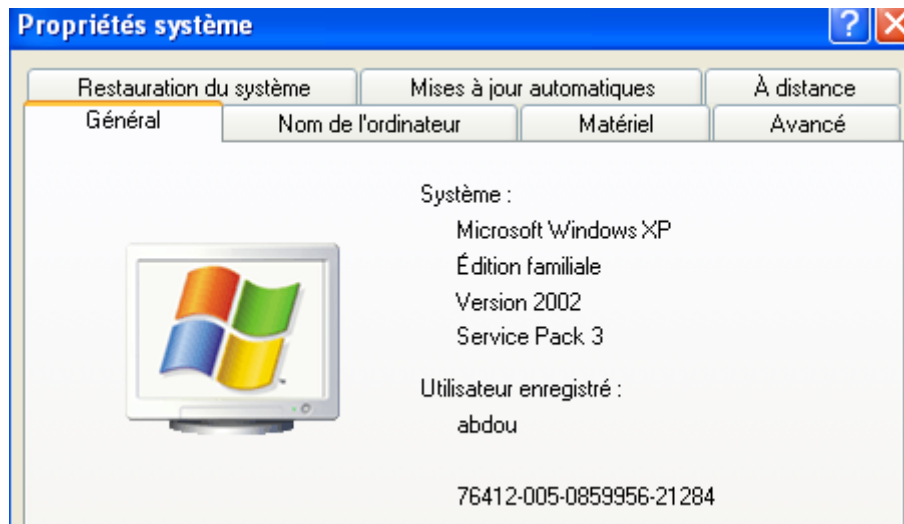 Propriétés système
Restauration du système Mises à jour automatiques À distance
Général Nom de l'ordinateur Matériel Avancé
Système :
Microsoft Windows XP
Édition familiale
Version 2002
Service Pack 3
Utilisateur enregistré :
abdou
76412-005-0859956-21284